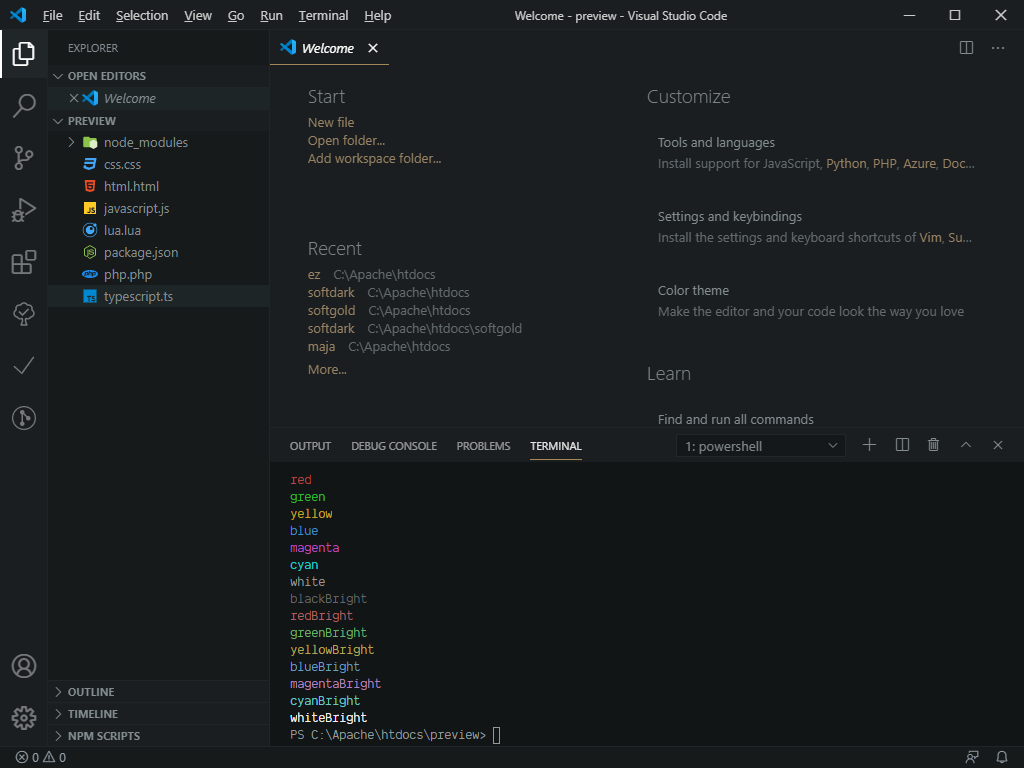 File Edit Selection View Go Run Terminal Help Welcome - preview - Visual Studio Code
EXPLORER
OPEN EDITORS
Welcome
PREVIEW
node_modules
css.css
html.html
javascript.js
lua.lua
package.json
php.php
typescript.ts
OUTLINE
TIMELINE
NPM SCRIPTS
Welcome
Start
New file
Open folder...
Add workspace folder...
Recent
ez C:\Apache\htdocs
softdark C:\Apache\htdocs
softgold C:\Apache\htdocs
softdark C:\Apache\htdocs\softgold
maja C:\Apache\htdocs
More...
Customize
Tools and languages
Install support for JavaScript, Python, PHP, Azure, Doc...
Settings and keybindings
Install the settings and keyboard shortcuts of Vim, Su...
Color theme
Make the editor and your code look the way you love
Learn
Find and run all commands
OUTPUT DEBUG CONSOLE PROBLEMS TERMINAL 1: powershell
red
green
yellow
blue
magenta
cyan
white
blackBright
redBright
greenBright
yellowBright
blueBright
magentaBright
cyanBright
whiteBright
PS C:\Apache\htdocs\preview>
0 0